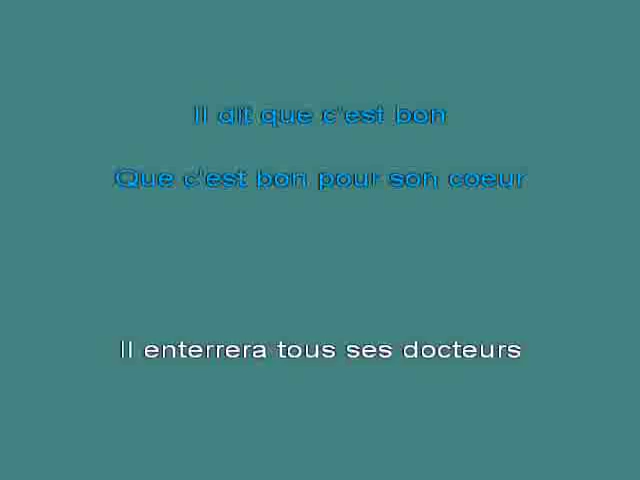 Il dit que c'est bon
Que c'est bon pour son coeur
Il enterrera tous ses docteurs